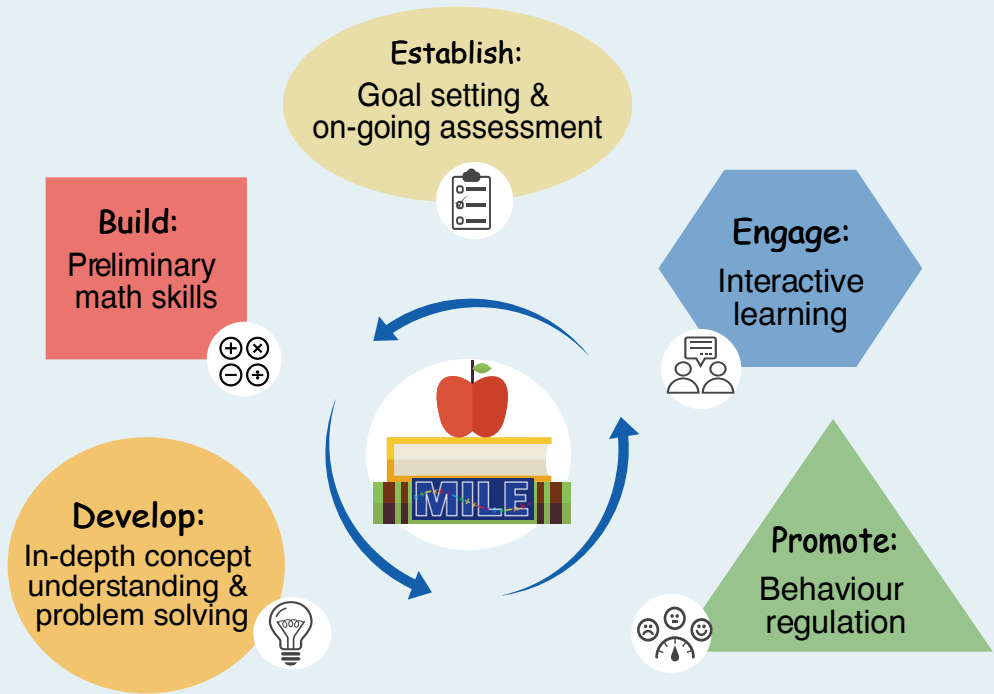 Establish:
Goal setting &
on-going assessment
Build:
Preliminary
math skills
Engage:
Interactive
learning
MILE
Develop:
In-depth concept
understanding &
problem solving
Promote:
Behaviour
regulation